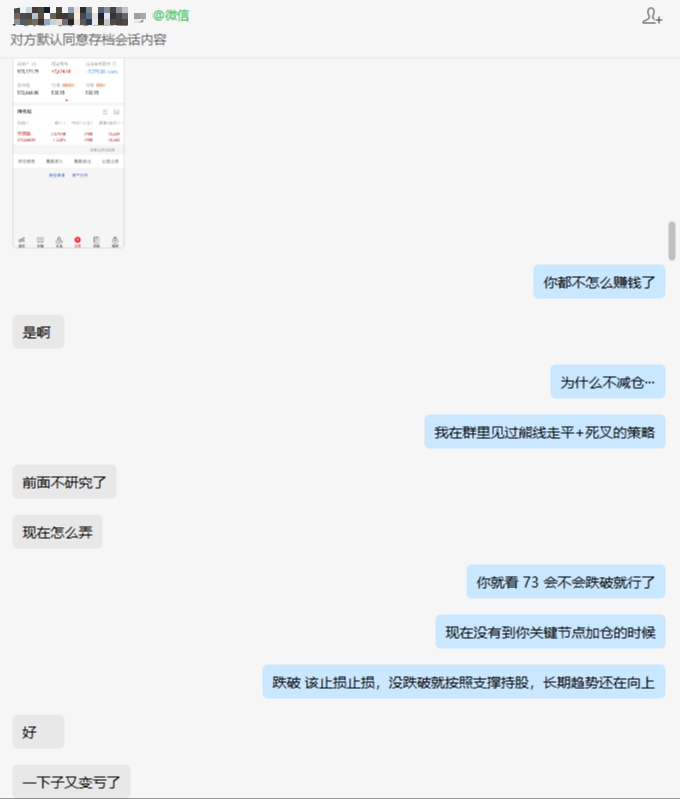 @微信
对方默认同意存档会话内容
你都不怎么赚钱了
是啊
为什么不减仓…
我在群里见过熊线走平+死叉的策略
前面不研究了
现在怎么弄
你就看 73 会不会跌破就行了
现在没有到你关键节点加仓的时候
跌破 该止损止损，没跌破就按照支撑持股，长期趋势还在向上
好
一下子又变亏了